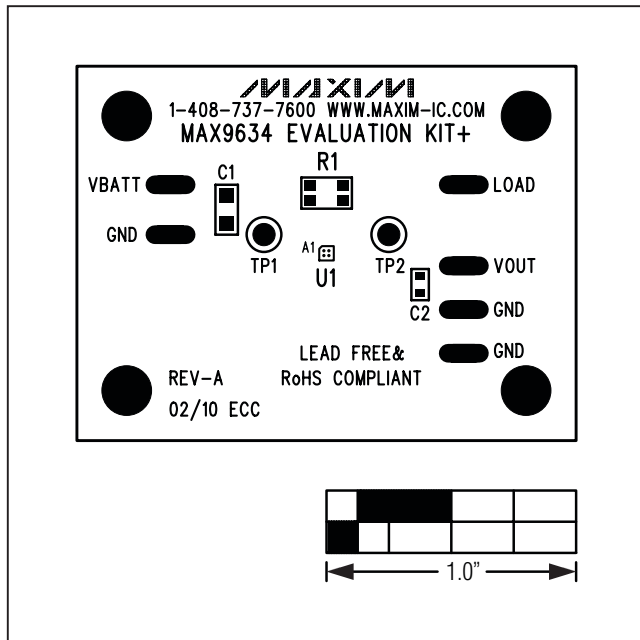 MAXIM
1-408-737-7600 WWW.MAXIM-IC.COM
MAX9634 EVALUATION KIT+
VBATT
C1
R1
LOAD
GND
TP1
A1
U1
TP2
VOUT
C2
GND
GND
LEAD FREE&
RoHS COMPLIANT
REV-A
02/10 ECC
1.0”